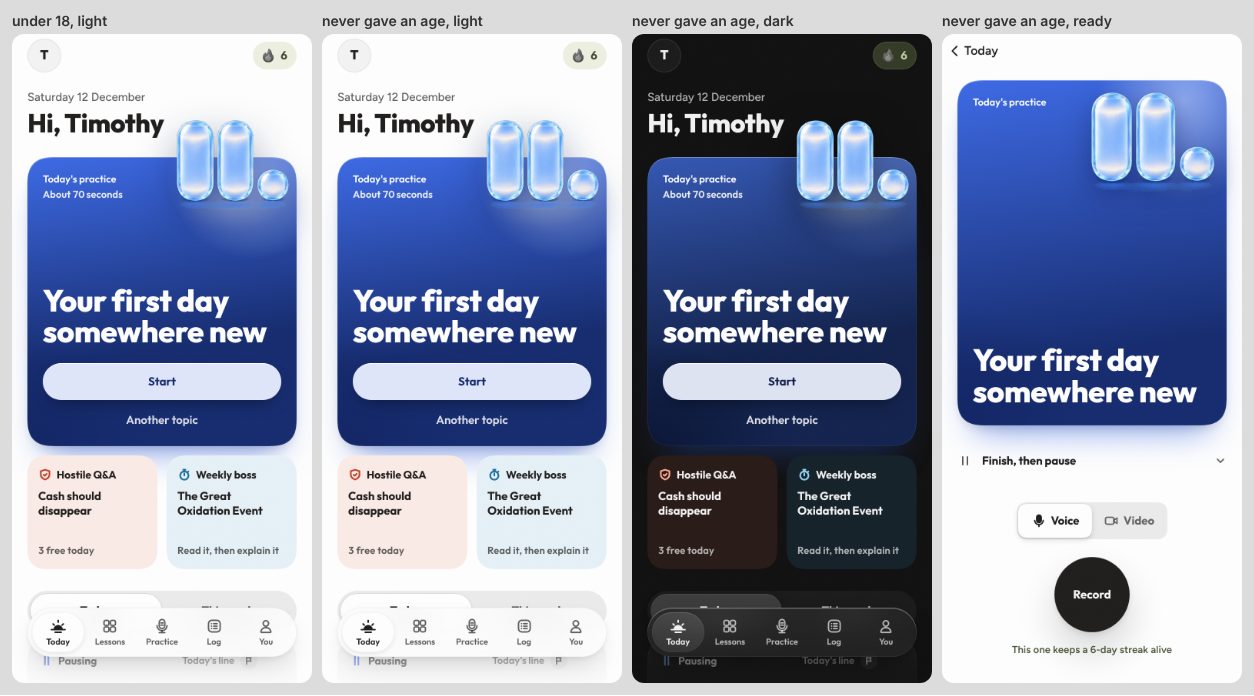 under 18, light
T
6
Saturday 12 December
Hi, Timothy
Today's practice
About 70 seconds
Your first day
somewhere new
Start
Another topic
Hostile Q&A
Cash should
disappear
3 free today
Weekly boss
The Great
Oxidation Event
Read it, then explain it
Today
Lessons
Practice
Log
You
Pausing
Today's line
never gave an age, light
T
6
Saturday 12 December
Hi, Timothy
Today's practice
About 70 seconds
Your first day
somewhere new
Start
Another topic
Hostile Q&A
Cash should
disappear
3 free today
Weekly boss
The Great
Oxidation Event
Read it, then explain it
Today
Lessons
Practice
Log
You
Pausing
Today's line
never gave an age, dark
T
6
Saturday 12 December
Hi, Timothy
Today's practice
About 70 seconds
Your first day
somewhere new
Start
Another topic
Hostile Q&A
Cash should
disappear
3 free today
Weekly boss
The Great
Oxidation Event
Read it, then explain it
Today
Lessons
Practice
Log
You
Pausing
Today's line
never gave an age, ready
Today
Today's practice
Your first day
somewhere new
Finish, then pause
Voice
Video
Record
This one keeps a 6-day streak alive